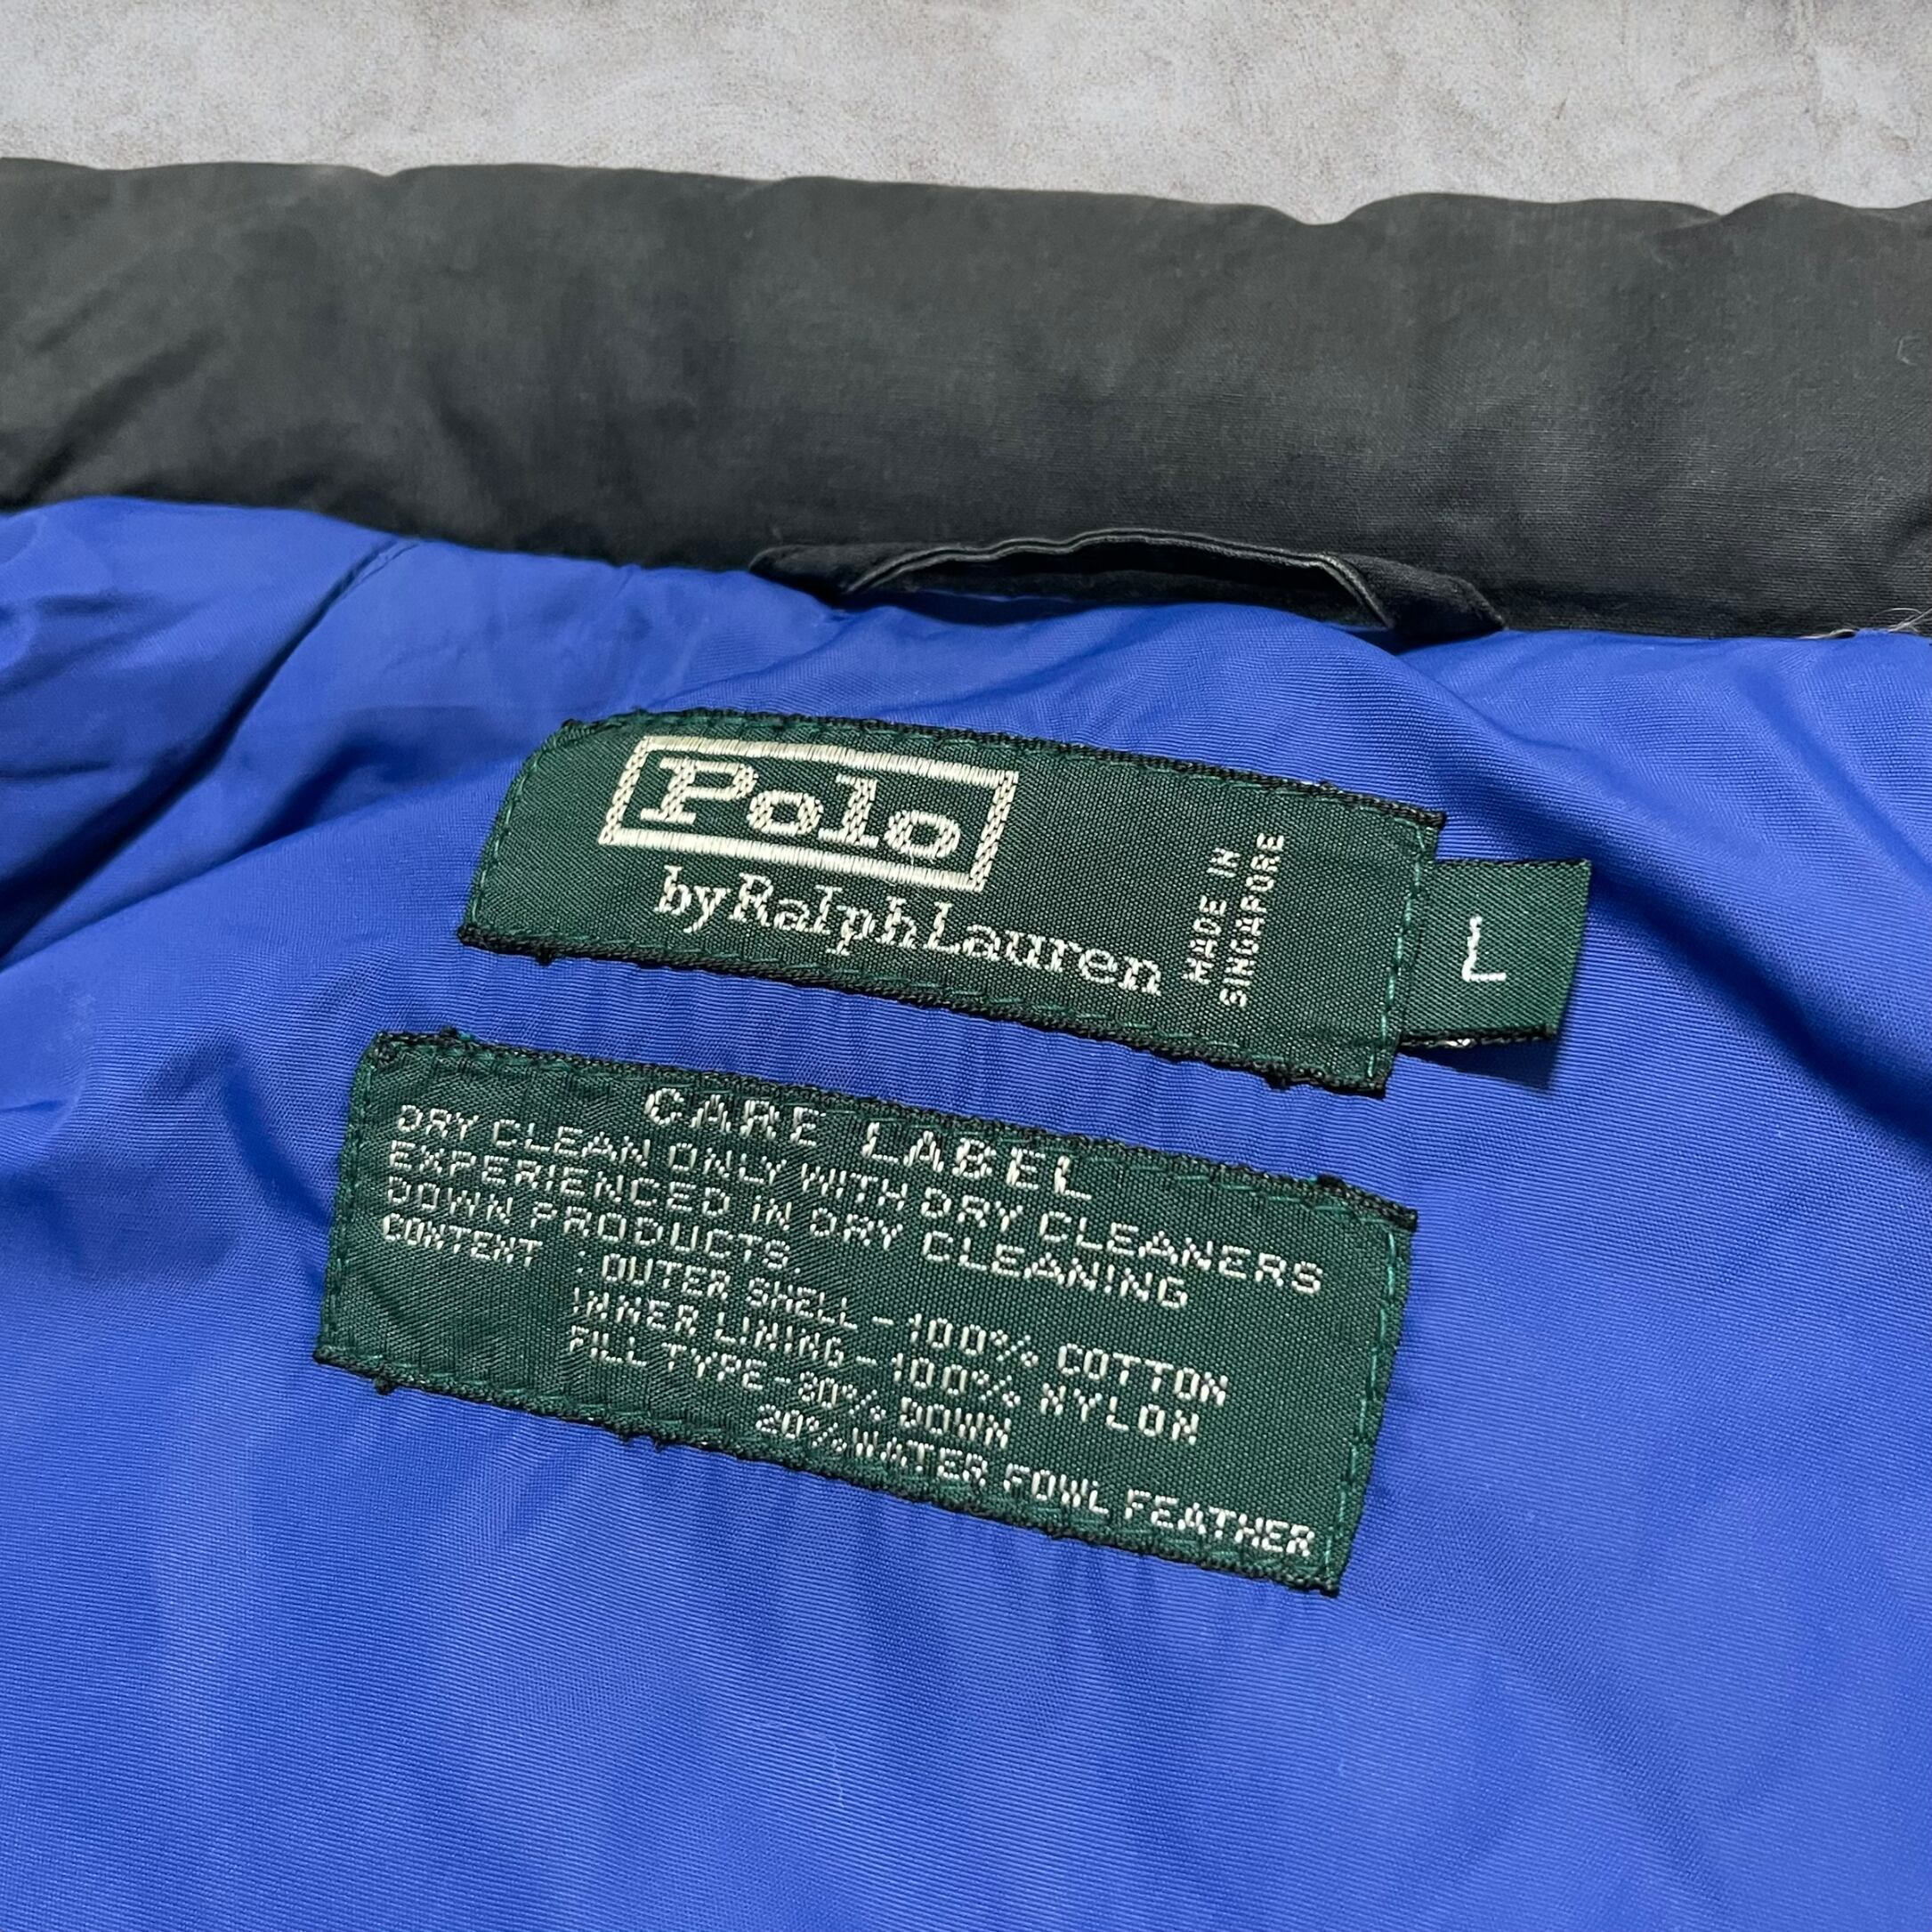 Polo
by Ralph Lauren
MADE IN
SINGAPORE
L
CARE LABEL
DRY CLEAN ONLY WITH DRY CLEANERS
EXPERIENCED IN DRY CLEANING
DOWN PRODUCTS
CONTENT : OUTER SHELL - 100% COTTON
INNER LINING - 100% NYLON
FILL TYPE - 80% DOWN
20% WATER FOWL FEATHER